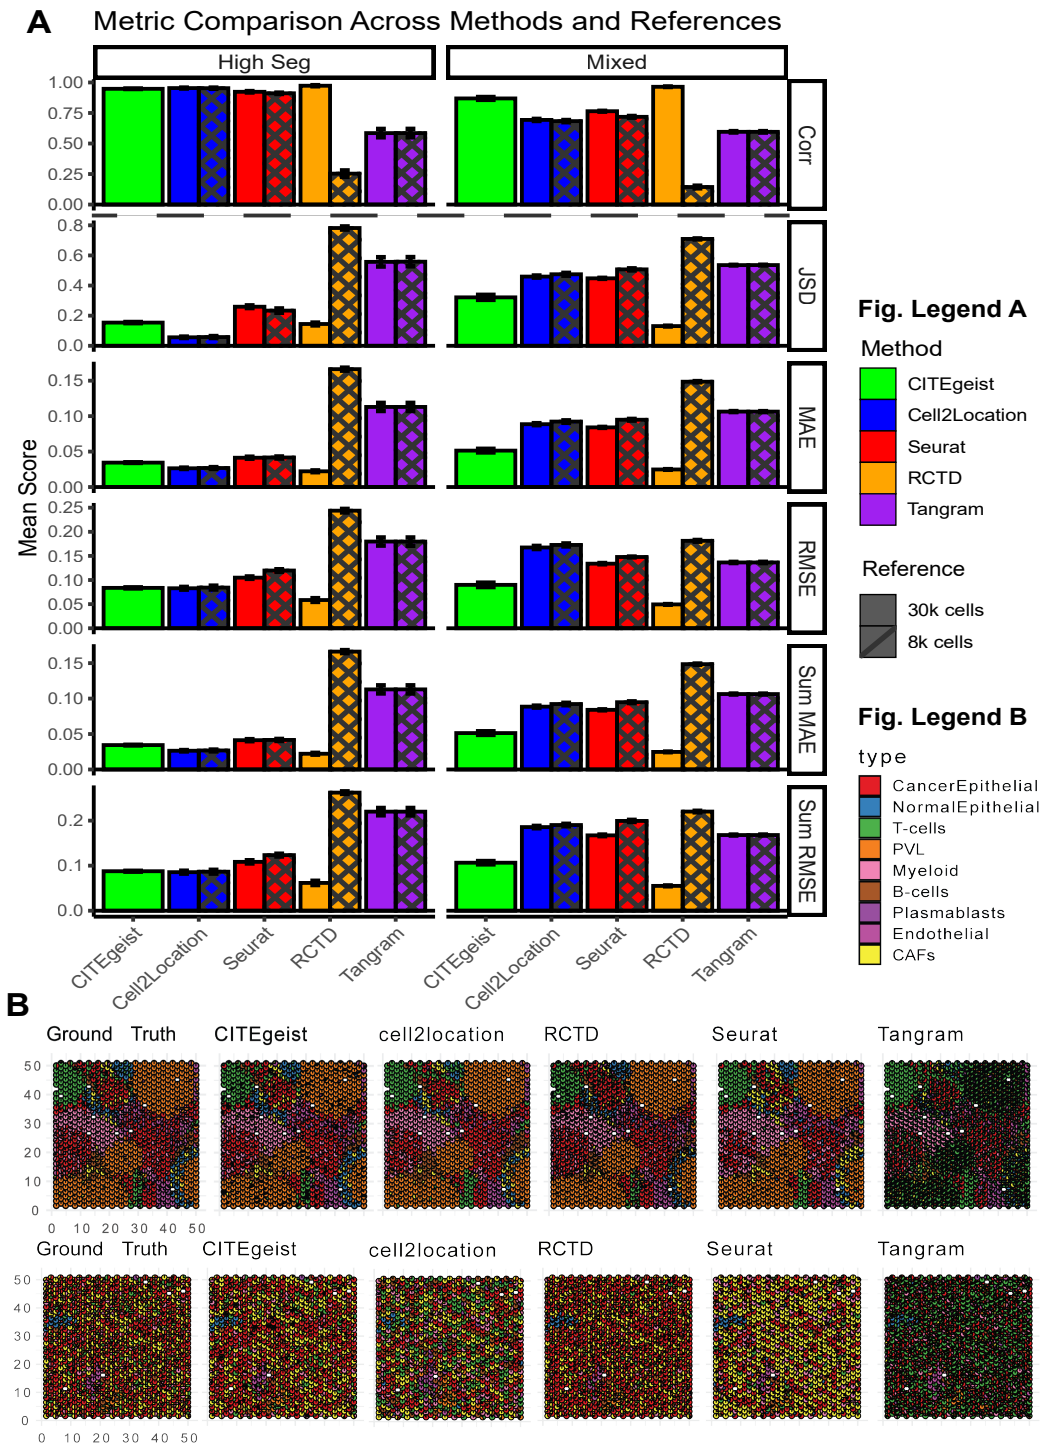 A Metric Comparison Across Methods and References
High Seg
Mixed
1.00
0.75
0.50
0.25
0.00
Corr
0.8
0.6
0.4
0.2
0.0
JSD
0.15
0.10
0.05
0.00
MAE
0.25
0.20
0.15
0.10
0.05
0.00
RMSE
0.15
0.10
0.05
0.00
Sum MAE
0.2
0.1
0.0
Sum RMSE
Mean Score
CITEgeist Cell2Location Seurat RCTD Tangram
CITEgeist Cell2Location Seurat RCTD Tangram
Fig. Legend A
Method
CITEgeist
Cell2Location
Seurat
RCTD
Tangram
Reference
30k cells
8k cells
Fig. Legend B
type
CancerEpithelial
NormalEpithelial
T-cells
PVL
Myeloid
B-cells
Plasmablasts
Endothelial
CAFs
B
Ground Truth CITEgeist cell2location RCTD Seurat Tangram
50
40
30
20
10
0
0 10 20 30 40 50
Ground Truth CITEgeist cell2location RCTD Seurat Tangram
50
40
30
20
10
0
0 10 20 30 40 50